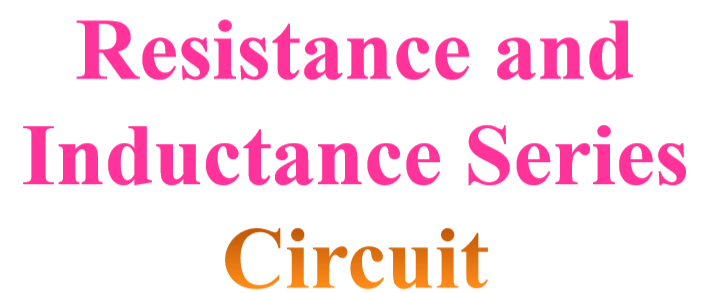 Resistance and
Inductance Series
Circuit